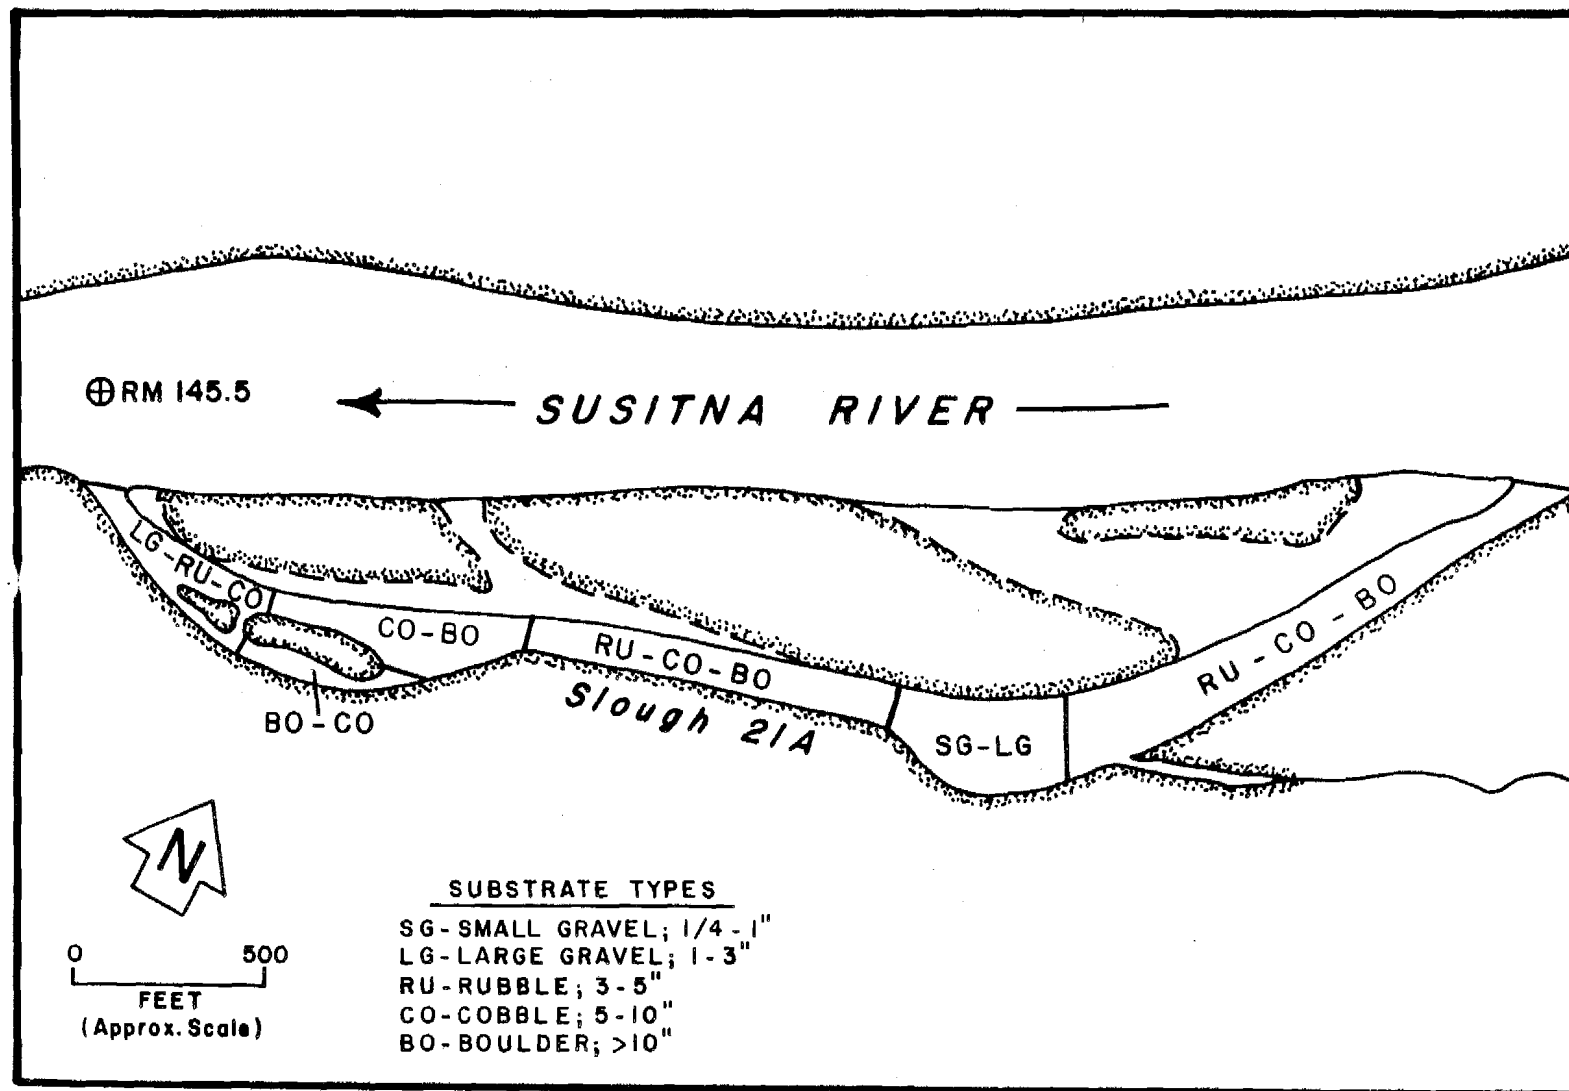 ⊕RM 145.5
SUSITNA RIVER
LG-RU-CO
CO-BO
BO-CO
RU-CO-BO
Slough 21A
SG-LG
RU-CO-BO
N
0 500
FEET
(Approx. Scale)
SUBSTRATE TYPES
SG-SMALL GRAVEL; 1/4-1"
LG-LARGE GRAVEL; 1-3"
RU-RUBBLE; 3-5"
CO-COBBLE; 5-10"
BO-BOULDER; >10"